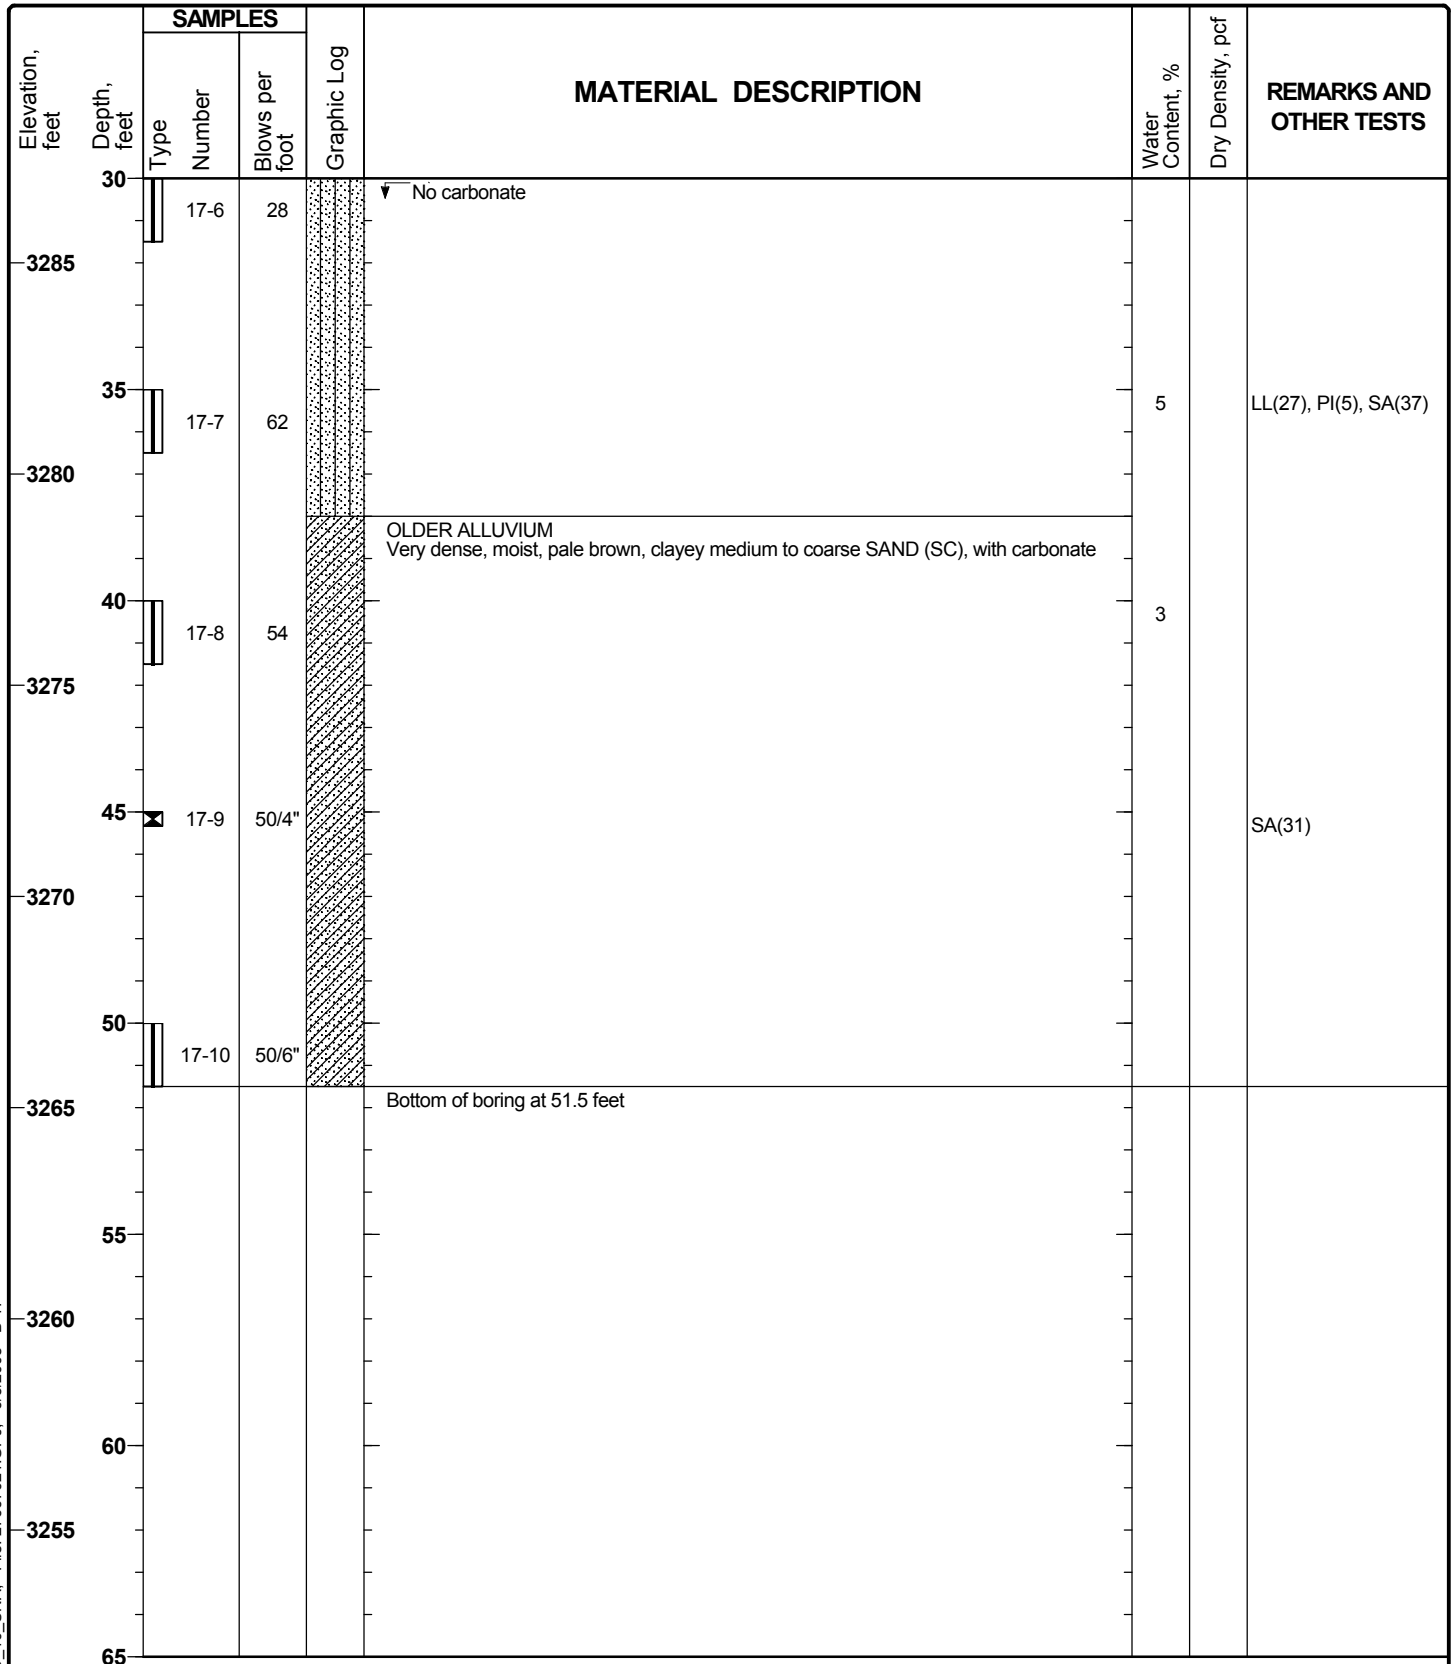 SAMPLES
Elevation,
feet
Depth,
feet
Type
Number
Blows per
foot
Graphic Log
MATERIAL DESCRIPTION
Water
Content, %
Dry Density, pcf
REMARKS AND
OTHER TESTS
30
No carbonate
17-6 28
3285
35
5 LL(27), PI(5), SA(37)
17-7 62
3280
OLDER ALLUVIUM
Very dense, moist, pale brown, clayey medium to coarse SAND (SC), with carbonate
40
3
17-8 54
3275
45 17-9 50/4"
SA(31)
3270
50
17-10 50/6"
Bottom of boring at 51.5 feet
3265
55
3260
60
3255
65